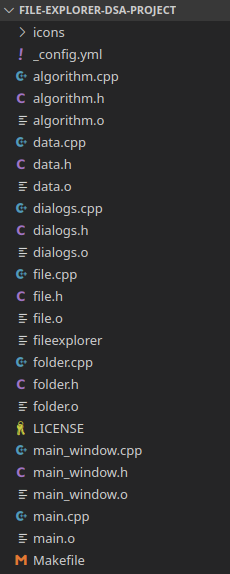 FILE-EXPLORER-DSA-PROJECT
icons
_config.yml
algorithm.cpp
algorithm.h
algorithm.o
data.cpp
data.h
data.o
dialogs.cpp
dialogs.h
dialogs.o
file.cpp
file.h
file.o
fileexplorer
folder.cpp
folder.h
folder.o
LICENSE
main_window.cpp
main_window.h
main_window.o
main.cpp
main.o
Makefile